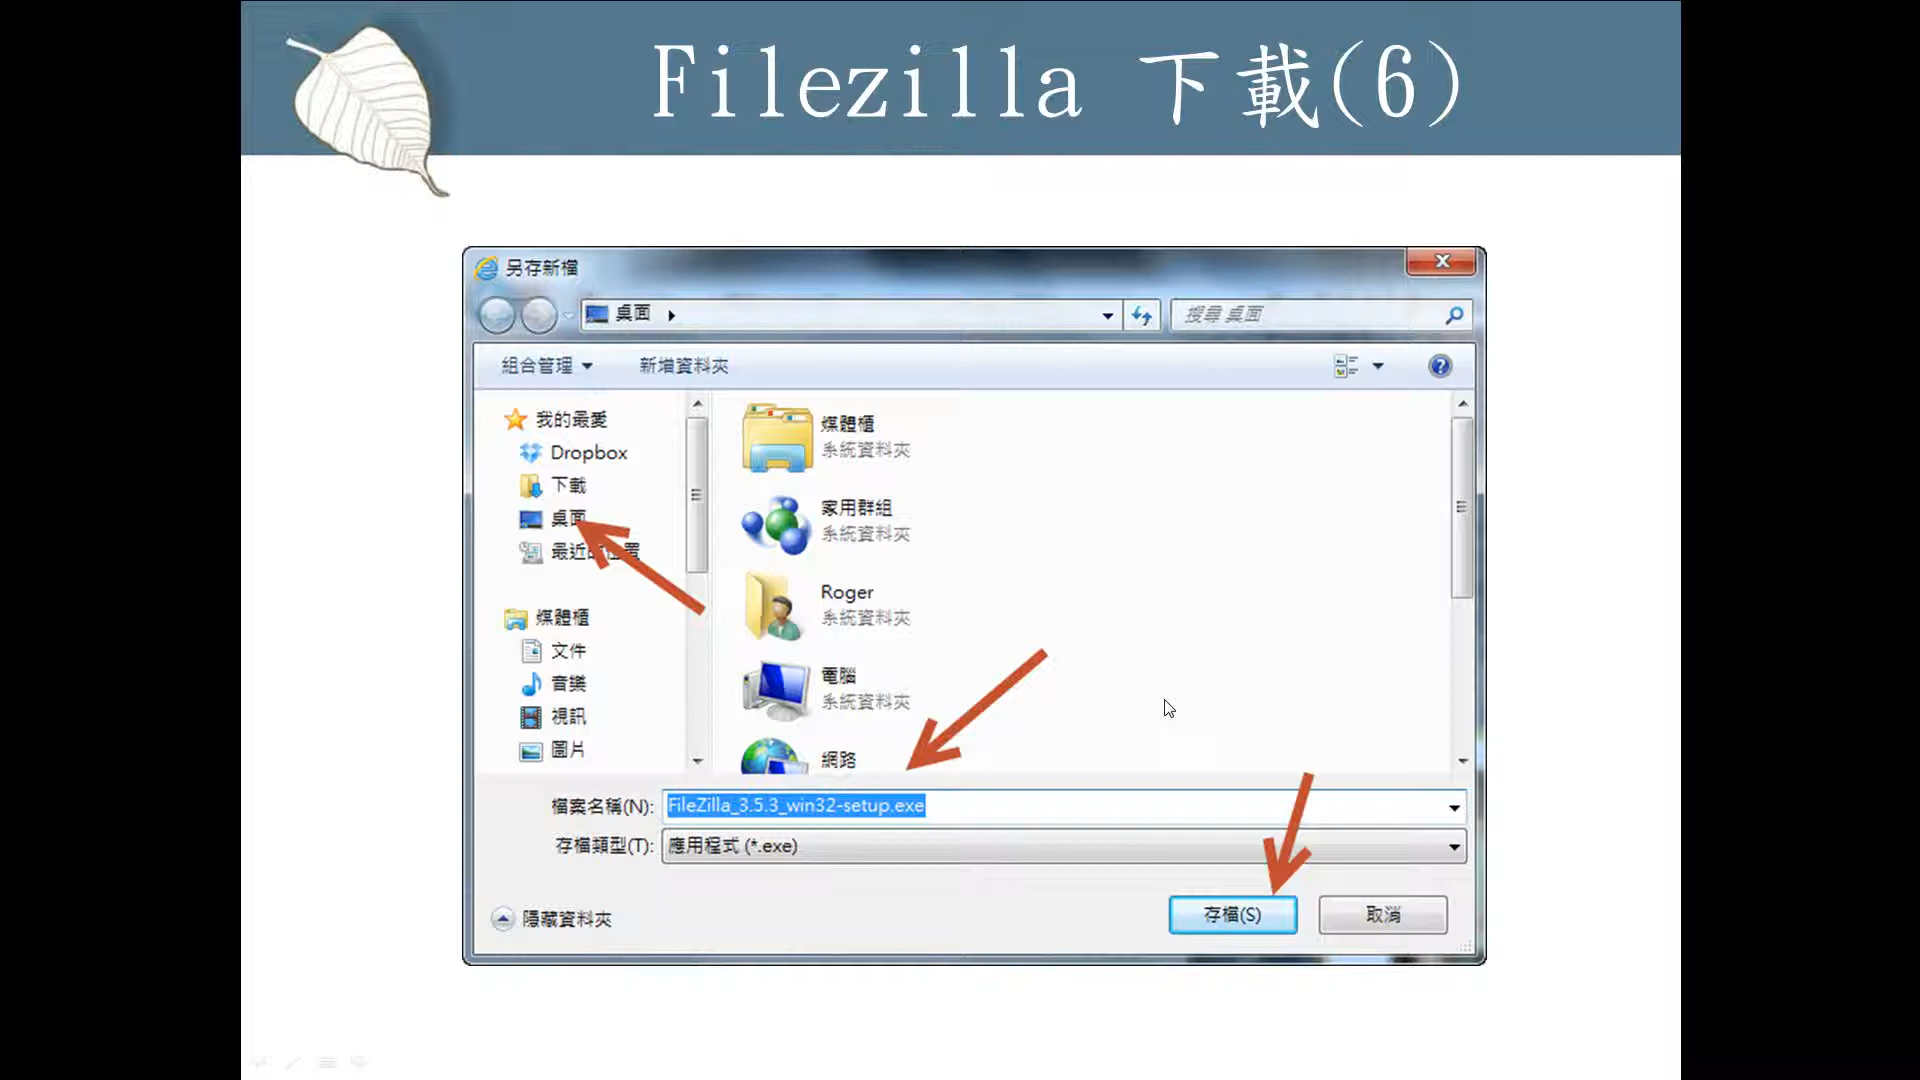 Filezilla 下載(6)
另存新檔
桌面
搜尋 桌面
組合管理
新增資料夾
我的最愛
Dropbox
下載
桌面
最近的位置
媒體櫃
文件
音樂
視訊
圖片
媒體櫃
系統資料夾
家用群組
系統資料夾
Roger
系統資料夾
電腦
系統資料夾
網路
檔案名稱(N): FileZilla_3.5.3_win32-setup.exe
存檔類型(T): 應用程式 (*.exe)
隱藏資料夾
存檔(S)
取消